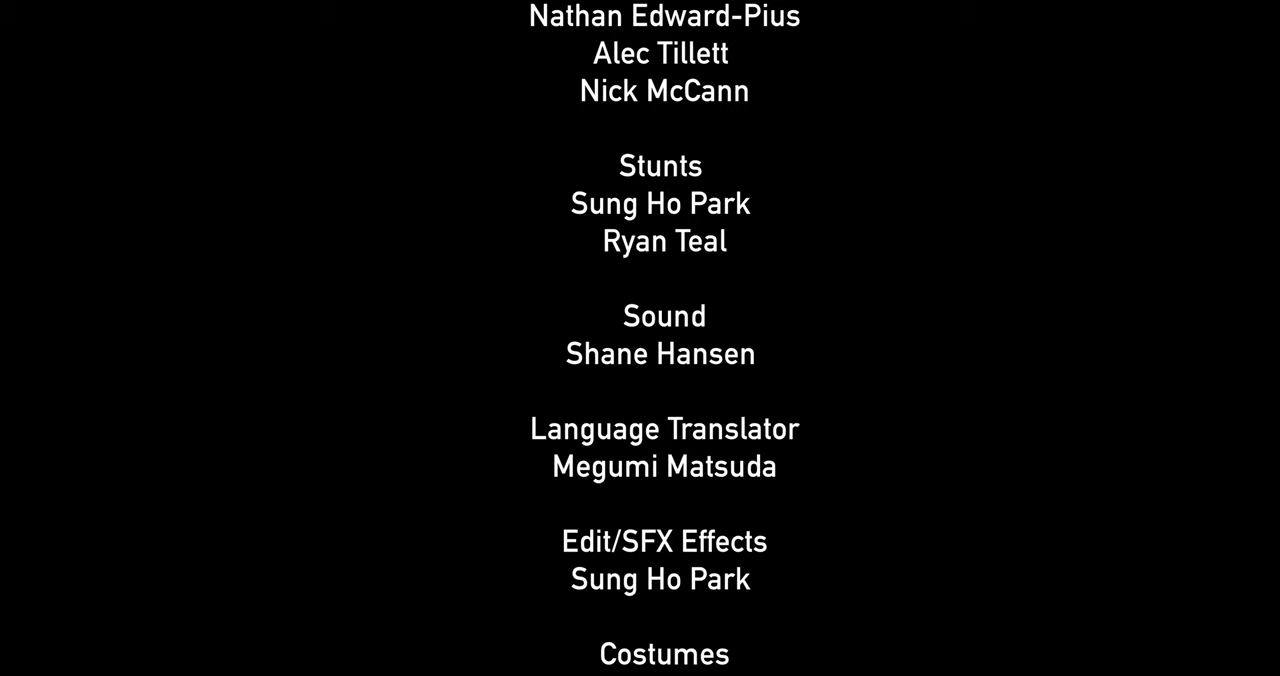 Nathan Edward-Pius
Alec Tillett
Nick McCann
Stunts
Sung Ho Park
Ryan Teal
Sound
Shane Hansen
Language Translator
Megumi Matsuda
Edit/SFX Effects
Sung Ho Park
Costumes